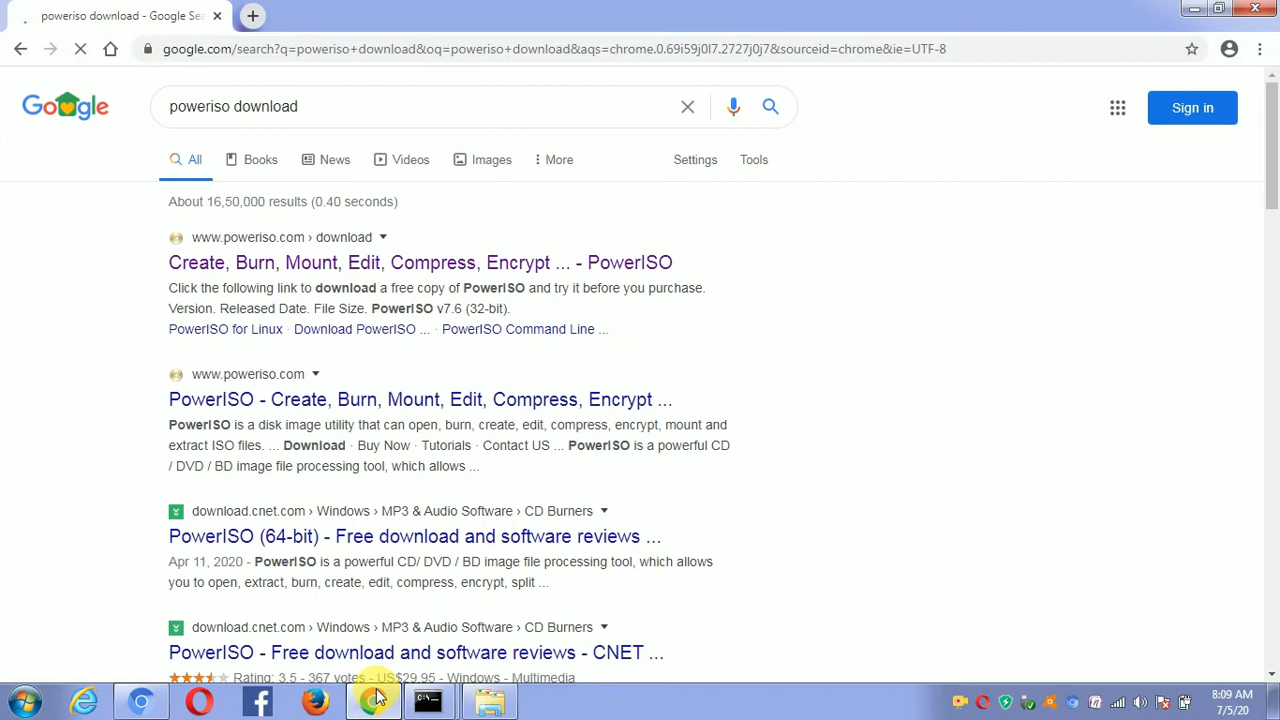 poweriso download - Google Sea
google.com/search?q=poweriso+download&oq=poweriso+download&aqs=chrome.0.69i59j0l7.2727j0j7&sourceid=chrome&ie=UTF-8
Google
poweriso download
Sign in
All Books News Videos Images More Settings Tools
About 16,50,000 results (0.40 seconds)
www.poweriso.com › download
Create, Burn, Mount, Edit, Compress, Encrypt ... - PowerISO
Click the following link to download a free copy of PowerISO and try it before you purchase.
Version. Released Date. File Size. PowerISO v7.6 (32-bit).
PowerISO for Linux · Download PowerISO ... · PowerISO Command Line ...
www.poweriso.com
PowerISO - Create, Burn, Mount, Edit, Compress, Encrypt ...
PowerISO is a disk image utility that can open, burn, create, edit, compress, encrypt, mount and
extract ISO files. ... Download · Buy Now · Tutorials · Contact US ... PowerISO is a powerful CD
/ DVD / BD image file processing tool, which allows ...
download.cnet.com › Windows › MP3 & Audio Software › CD Burners
PowerISO (64-bit) - Free download and software reviews ...
Apr 11, 2020 - PowerISO is a powerful CD/ DVD / BD image file processing tool, which allows
you to open, extract, burn, create, edit, compress, encrypt, split ...
download.cnet.com › Windows › MP3 & Audio Software › CD Burners
PowerISO - Free download and software reviews - CNET ...
Rating: 3.5 - 367 votes - US$29.95 - Windows - Multimedia
C:\
8:09 AM
7/5/20